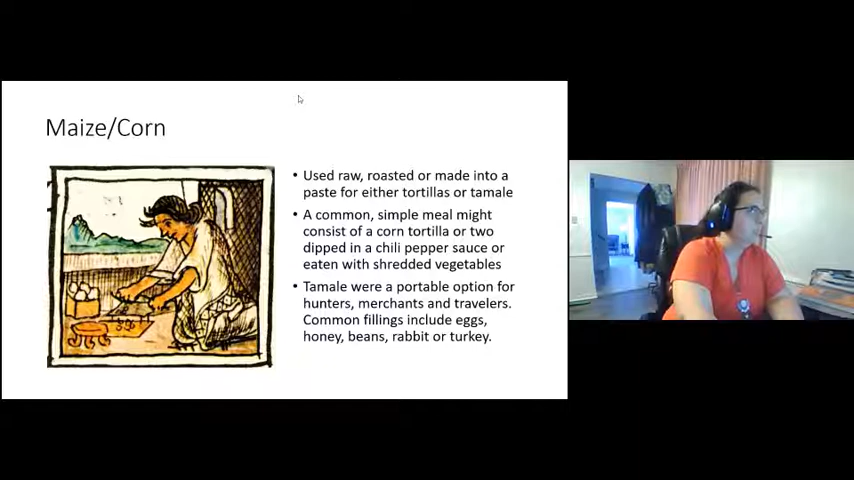 Maize/Corn
• Used raw, roasted or made into a
paste for either tortillas or tamale
• A common, simple meal might
consist of a corn tortilla or two
dipped in a chili pepper sauce or
eaten with shredded vegetables
• Tamale were a portable option for
hunters, merchants and travelers.
Common fillings include eggs,
honey, beans, rabbit or turkey.